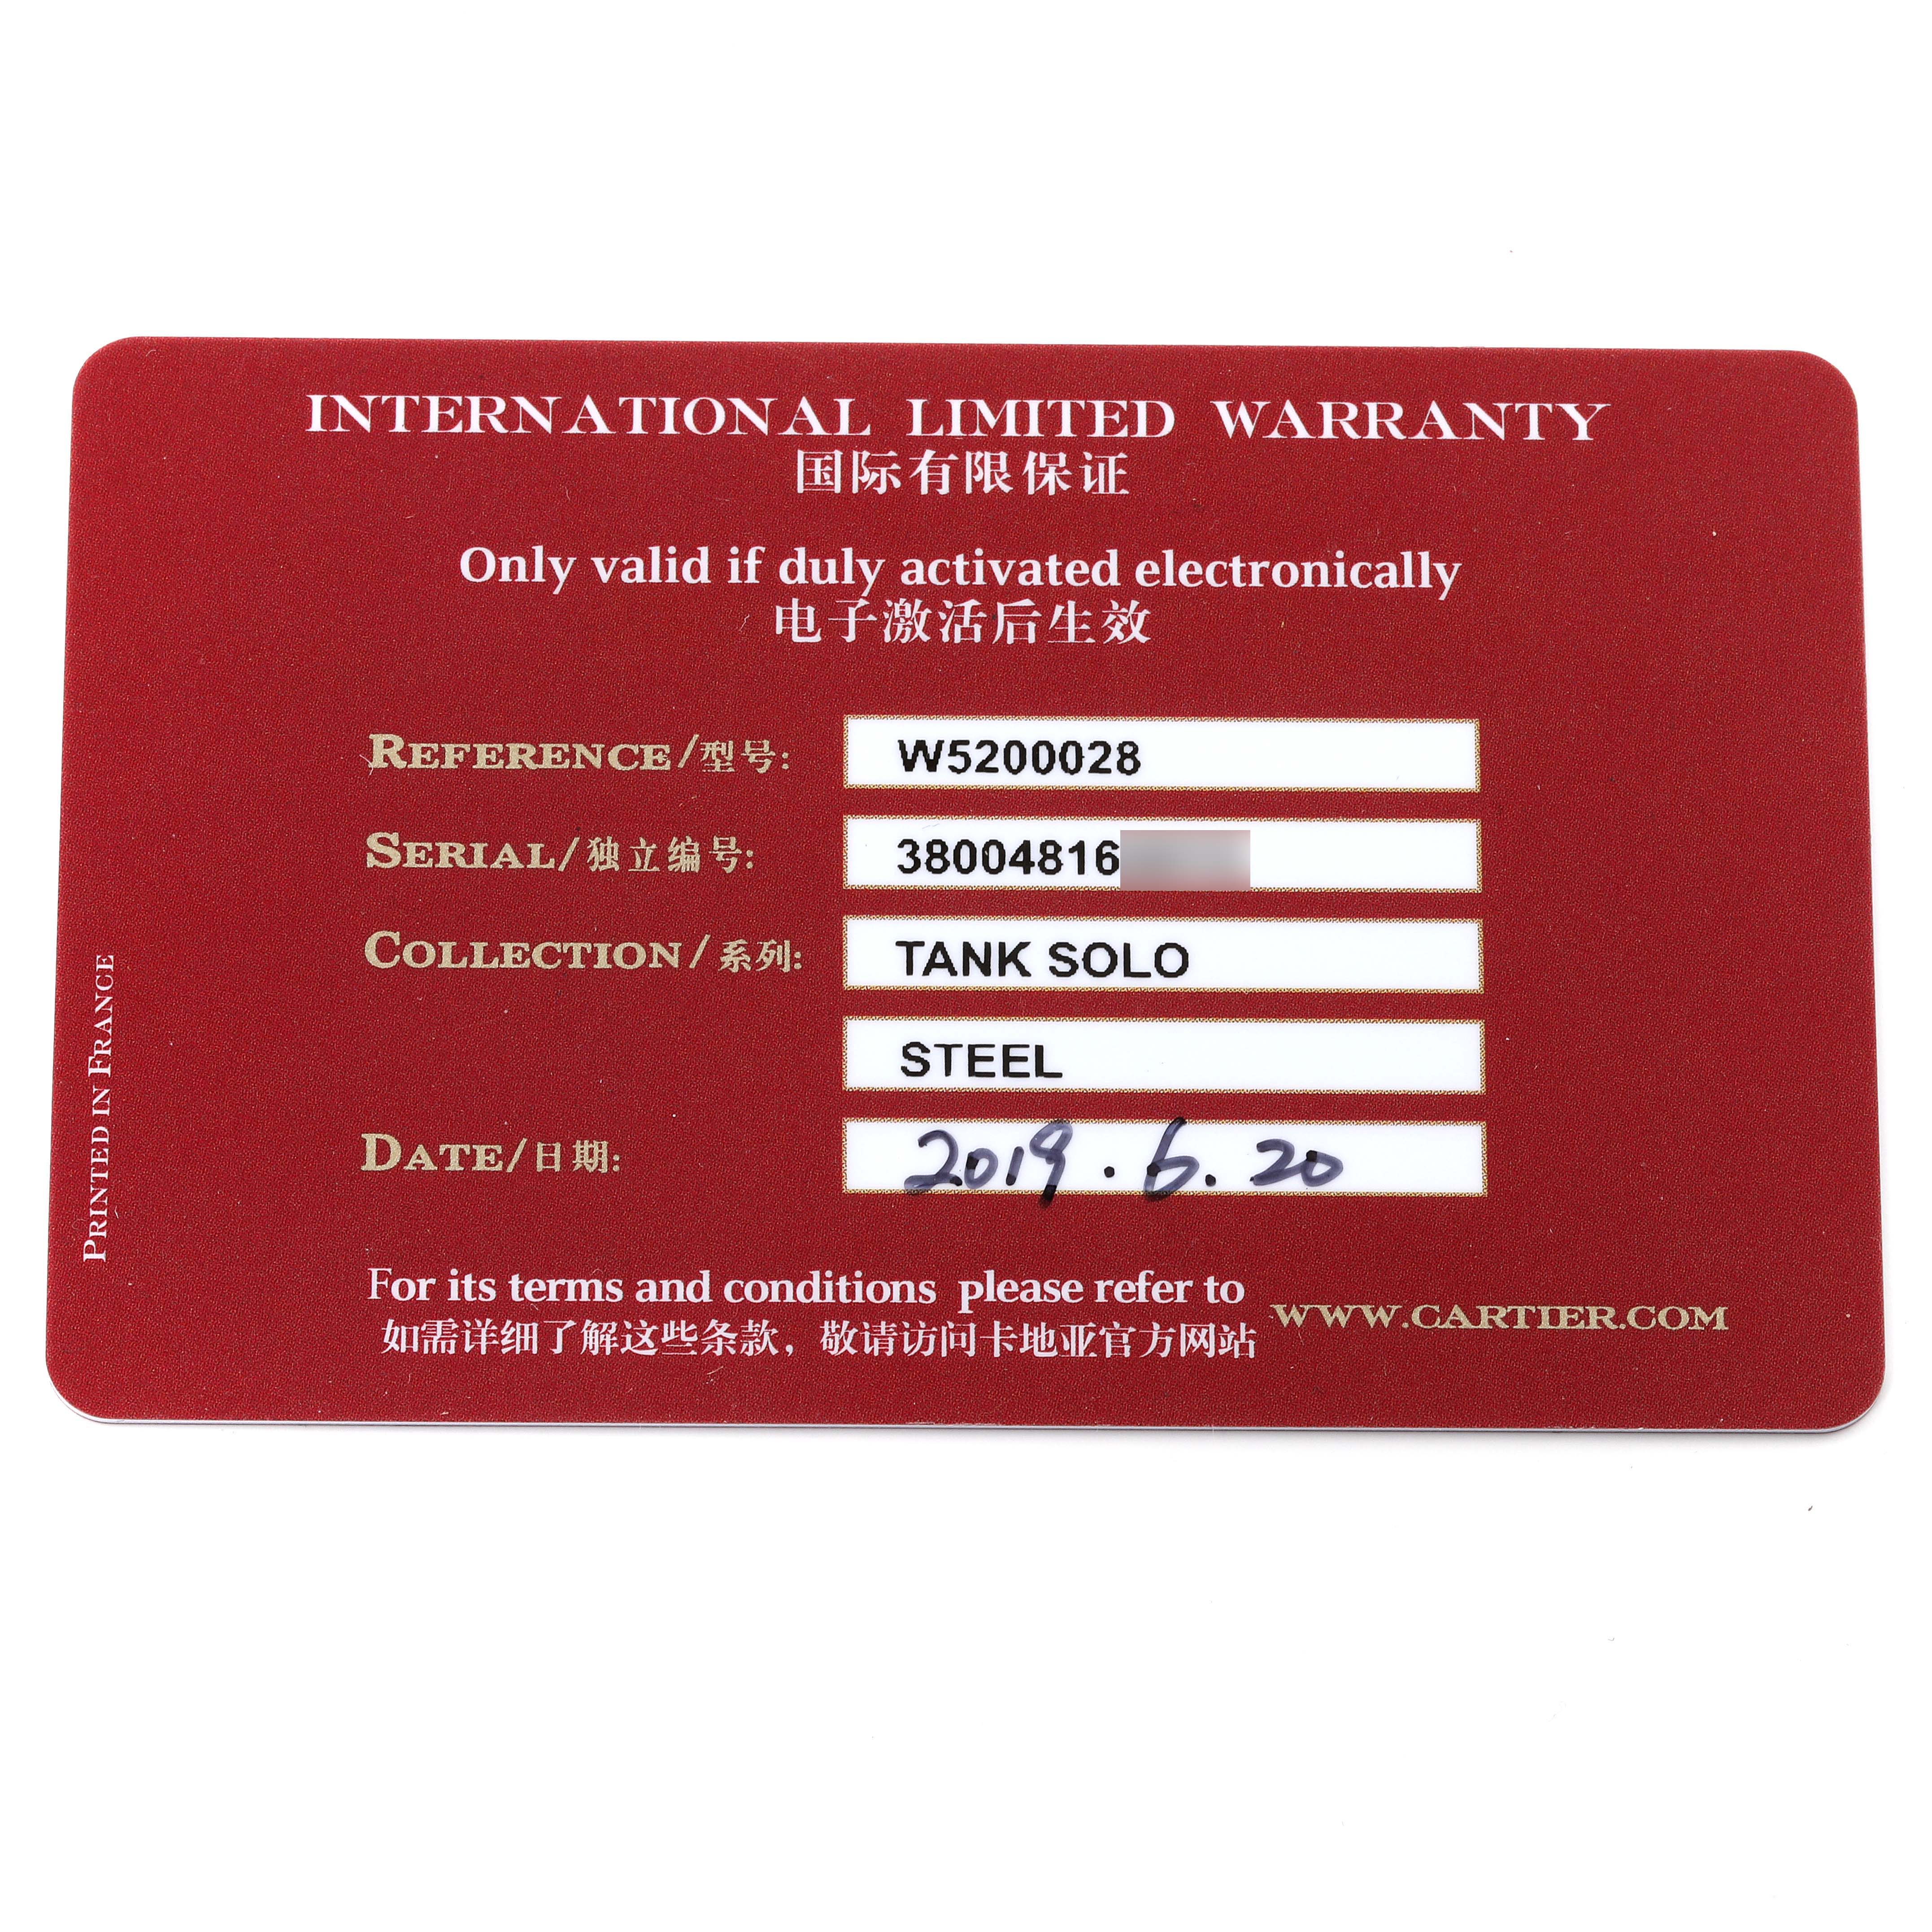 INTERNATIONAL LIMITED WARRANTY
国际有限保证
Only valid if duly activated electronically
电子激活后生效
REFERENCE/型号: W5200028
SERIAL/独立编号: 38004816
COLLECTION/系列: TANK SOLO
STEEL
DATE/日期: 2019.6.20
For its terms and conditions please refer to
如需详细了解这些条款，敬请访问卡地亚官方网站
WWW.CARTIER.COM
PRINTED IN FRANCE